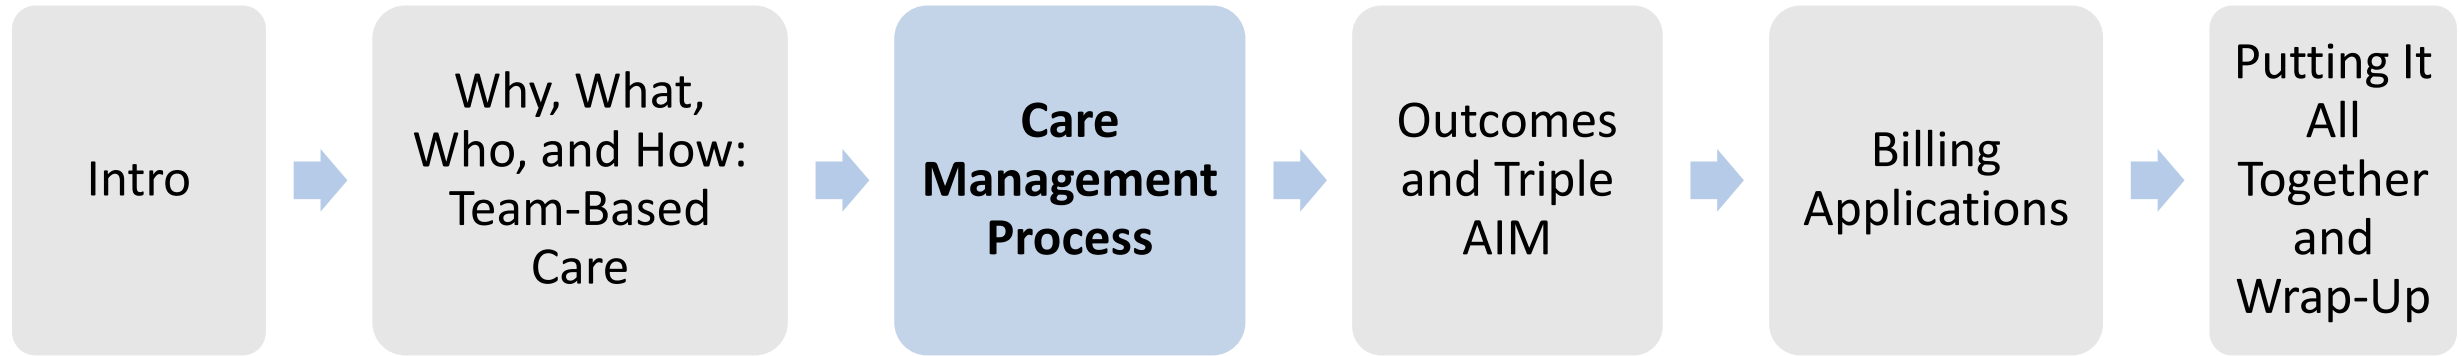 Intro
Why, What,
Who, and How:
Team-Based
Care
Care
Management
Process
Outcomes
and Triple
AIM
Billing
Applications
Putting It
All
Together
and
Wrap-Up